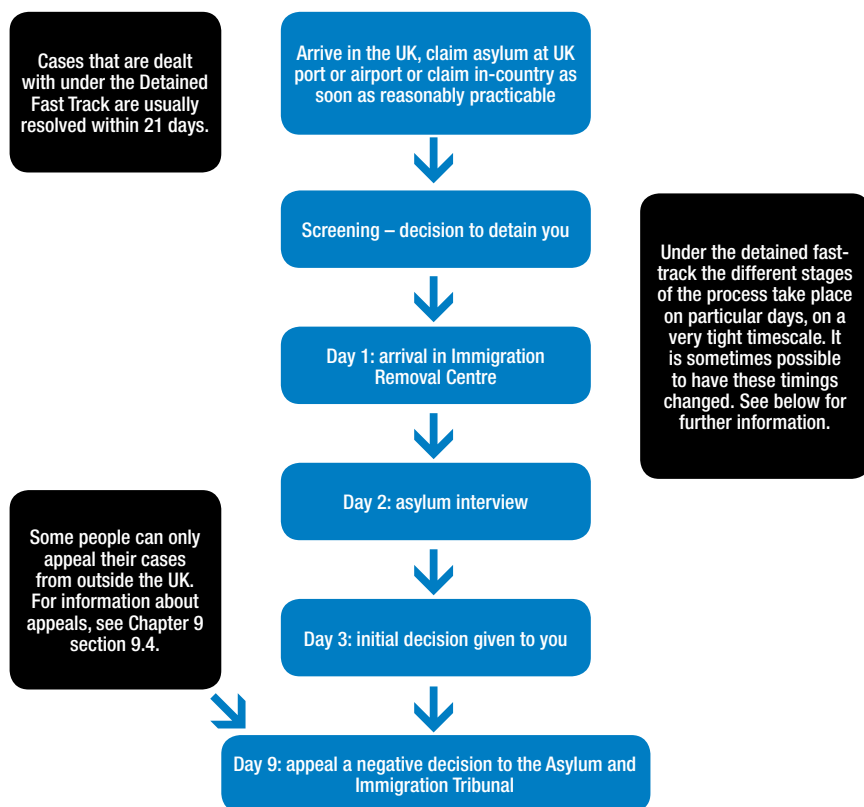 Cases that are dealt
with under the Detained
Fast Track are usually
resolved within 21 days.
Arrive in the UK, claim asylum at UK
port or airport or claim in-country as
soon as reasonably practicable
Screening – decision to detain you
Under the detained fast-
track the different stages
of the process take place
on particular days, on a
very tight timescale. It
is sometimes possible
to have these timings
changed. See below for
further information.
Day 1: arrival in Immigration
Removal Centre
Day 2: asylum interview
Some people can only
appeal their cases
from outside the UK.
For information about
appeals, see Chapter 9
section 9.4.
Day 3: initial decision given to you
Day 9: appeal a negative decision to the Asylum and
Immigration Tribunal